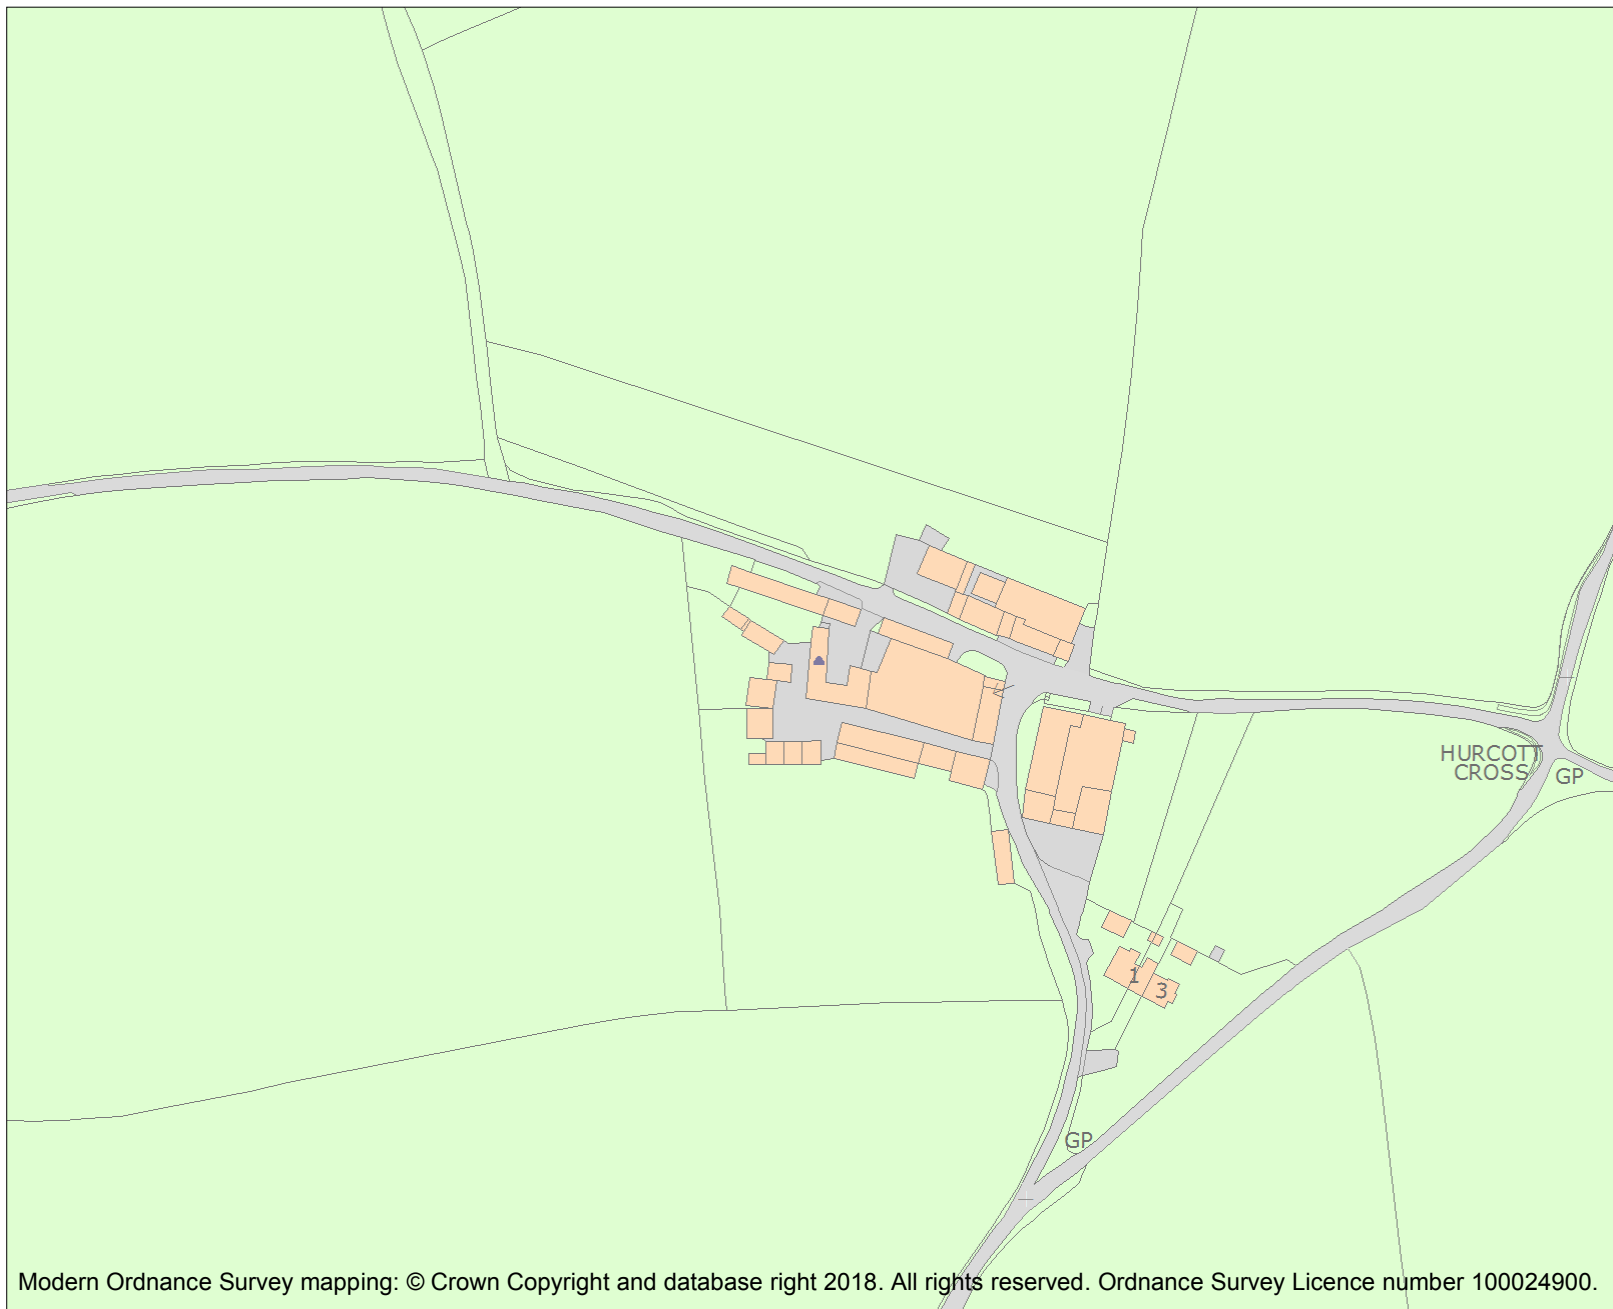 HURCOTT
CROSS
GP
1
3
GP
Modern Ordnance Survey mapping: © Crown Copyright and database right 2018. All rights reserved. Ordnance Survey Licence number 100024900.